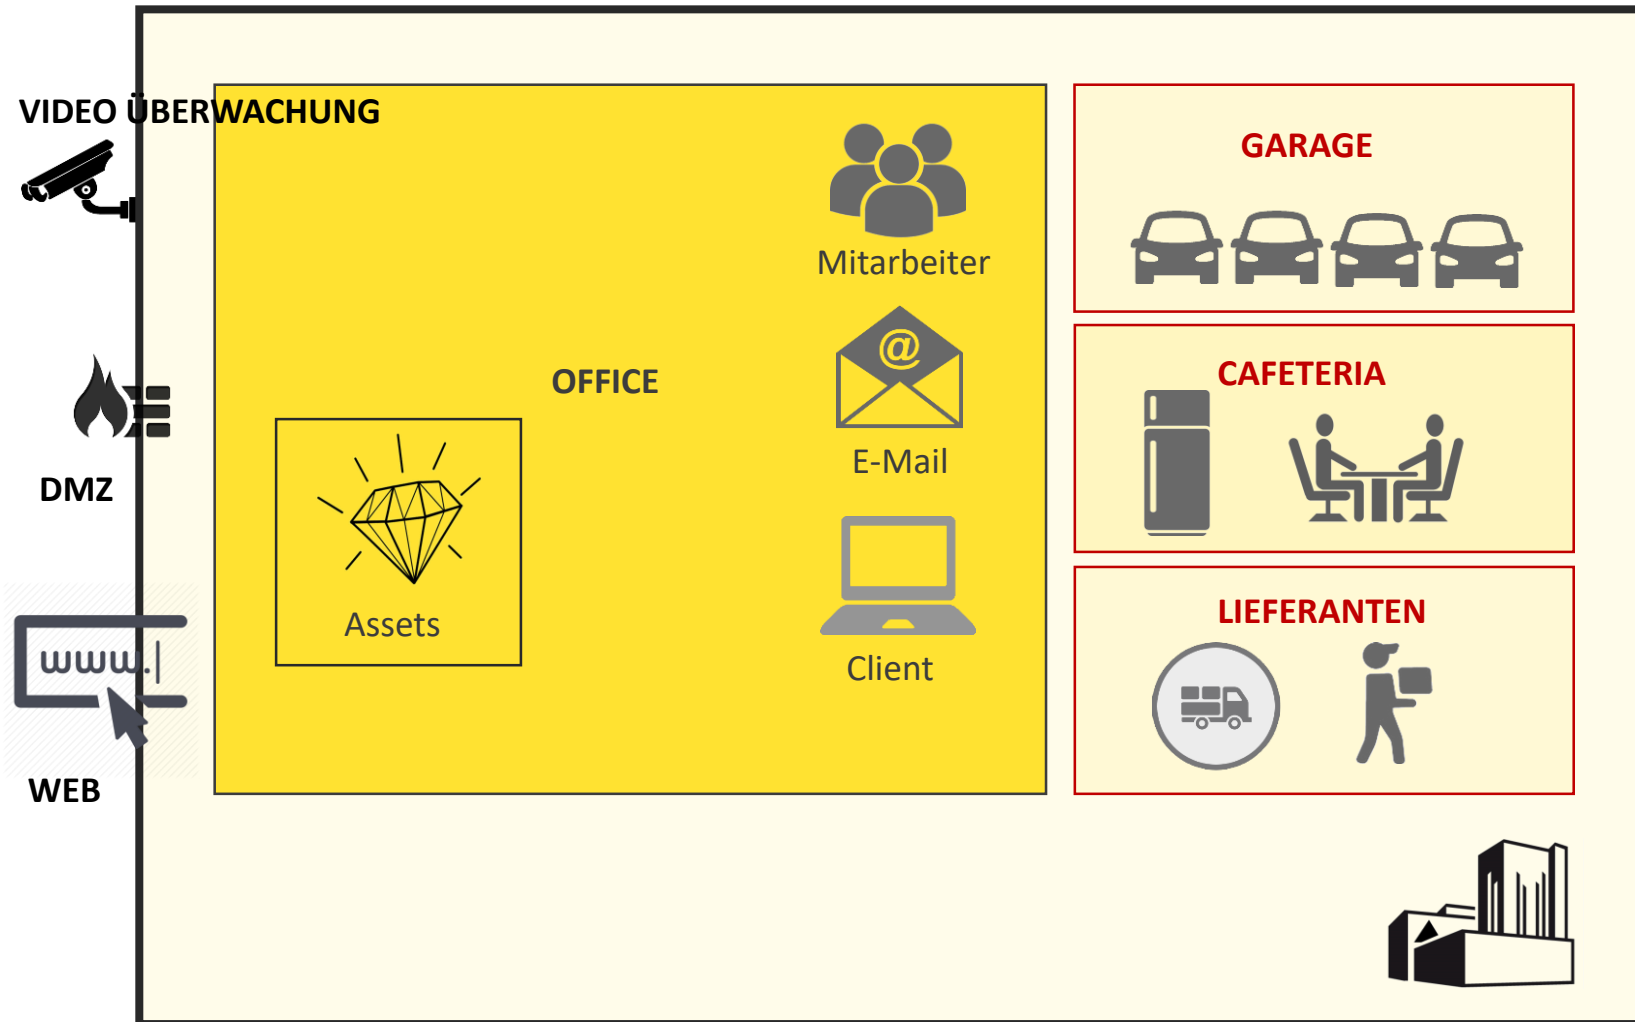 VIDEO ÜBERWACHUNG
DMZ
www.|
WEB
OFFICE
Assets
Mitarbeiter
@
E-Mail
Client
GARAGE
CAFETERIA
LIEFERANTEN